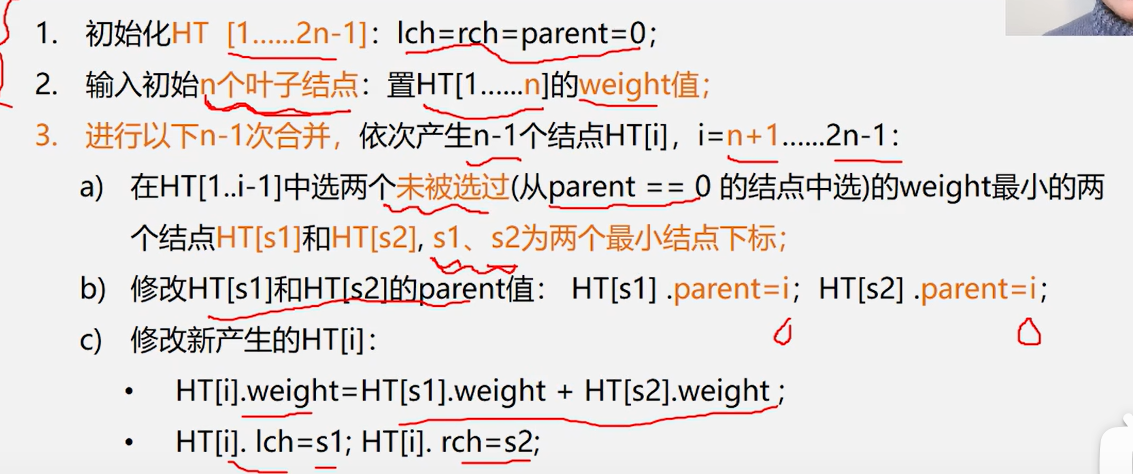 1. 初始化HT [1……2n-1]：lch=rch=parent=0；
2. 输入初始n个叶子结点：置HT[1……n]的weight值；
3. 进行以下n-1次合并，依次产生n-1个结点HT[i]，i=n+1……2n-1：
a) 在HT[1..i-1]中选两个未被选过(从parent == 0 的结点中选)的weight最小的两
个结点HT[s1]和HT[s2], s1、s2为两个最小结点下标；
b) 修改HT[s1]和HT[s2]的parent值： HT[s1] .parent=i；HT[s2] .parent=i；
c) 修改新产生的HT[i]：
• HT[i].weight=HT[s1].weight + HT[s2].weight ;
• HT[i]. lch=s1; HT[i]. rch=s2;